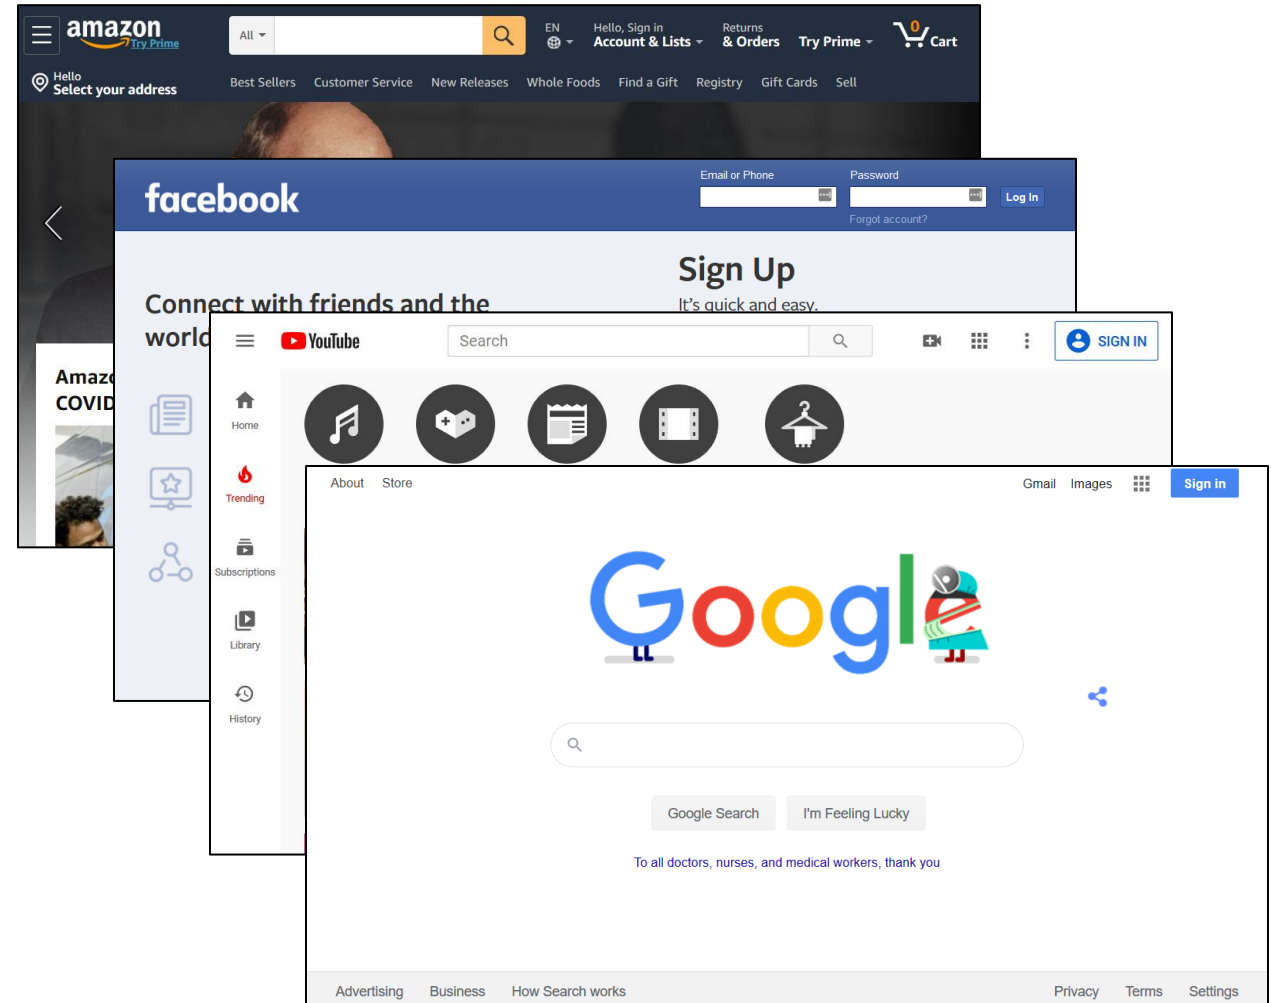 amazon
Try Prime
All
EN
Hello, Sign in
Account & Lists
Returns
& Orders
Try Prime
0
Cart
Hello
Select your address
Best Sellers Customer Service New Releases Whole Foods Find a Gift Registry Gift Cards Sell
Amazo
COVID
facebook
Email or Phone
Password
Log In
Forgot account?
Connect with friends and the
world
Sign Up
It's quick and easy.
YouTube
Search
SIGN IN
Home
Trending
Subscriptions
Library
History
About Store
Gmail Images
Sign in
Google
Google Search
I'm Feeling Lucky
To all doctors, nurses, and medical workers, thank you
Advertising Business How Search works
Privacy Terms Settings